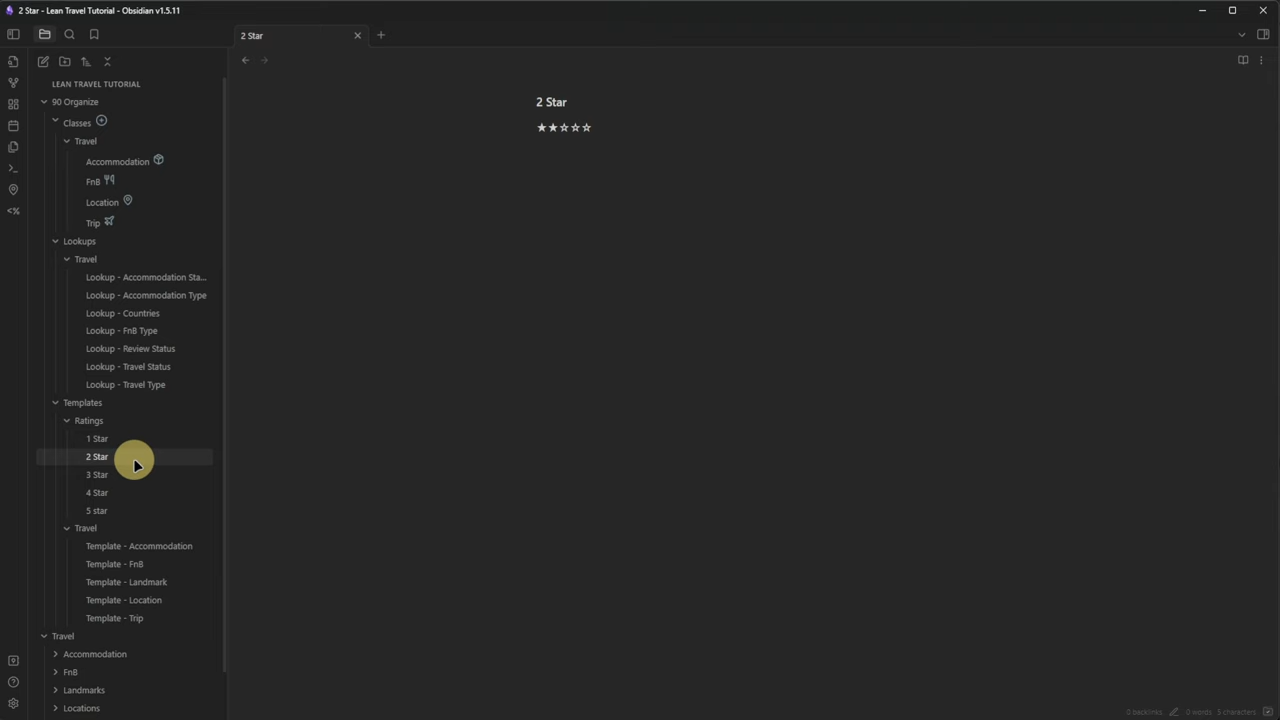 2 Star - Lean Travel Tutorial - Obsidian v1.5.11
2 Star
LEAN TRAVEL TUTORIAL
90 Organize
Classes
Travel
Accommodation
FnB
Location
Trip
Lookups
Travel
Lookup - Accommodation Sta...
Lookup - Accommodation Type
Lookup - Countries
Lookup - FnB Type
Lookup - Review Status
Lookup - Travel Status
Lookup - Travel Type
Templates
Ratings
1 Star
2 Star
3 Star
4 Star
5 star
Travel
Template - Accommodation
Template - FnB
Template - Landmark
Template - Location
Template - Trip
Travel
Accommodation
FnB
Landmarks
Locations
2 Star
★★☆☆☆
0 backlinks 0 words 5 characters